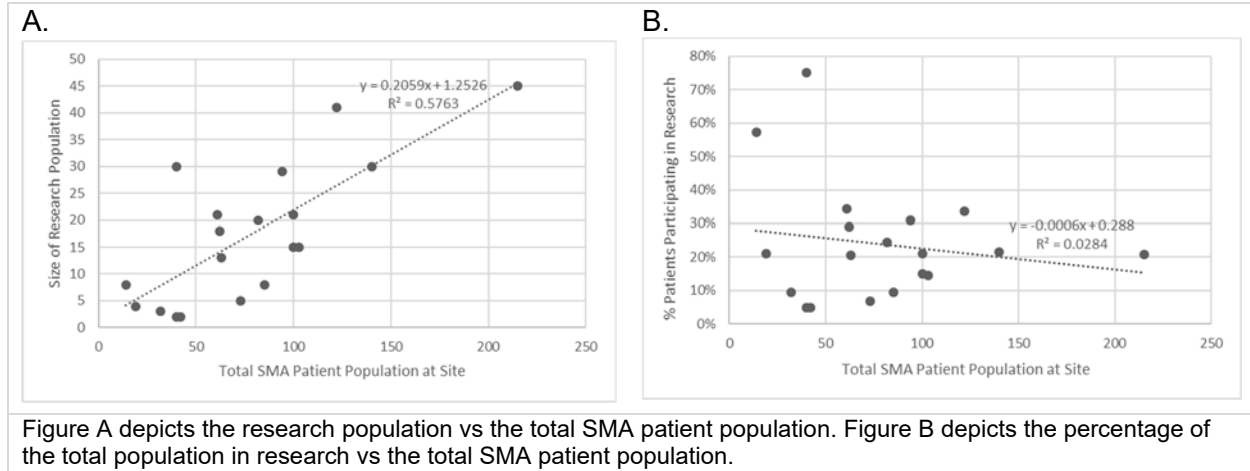 A.
50
45
40
35
30
25
20
15
10
5
0
Size of Research Population
y = 0.2059x + 1.2526
R² = 0.5763
0 50 100 150 200 250
Total SMA Patient Population at Site
B.
80%
70%
60%
50%
40%
30%
20%
10%
0%
% Patients Participating in Research
y = -0.0006x + 0.288
R² = 0.0284
0 50 100 150 200 250
Total SMA Patient Population at Site
Figure A depicts the research population vs the total SMA patient population. Figure B depicts the percentage of
the total population in research vs the total SMA patient population.